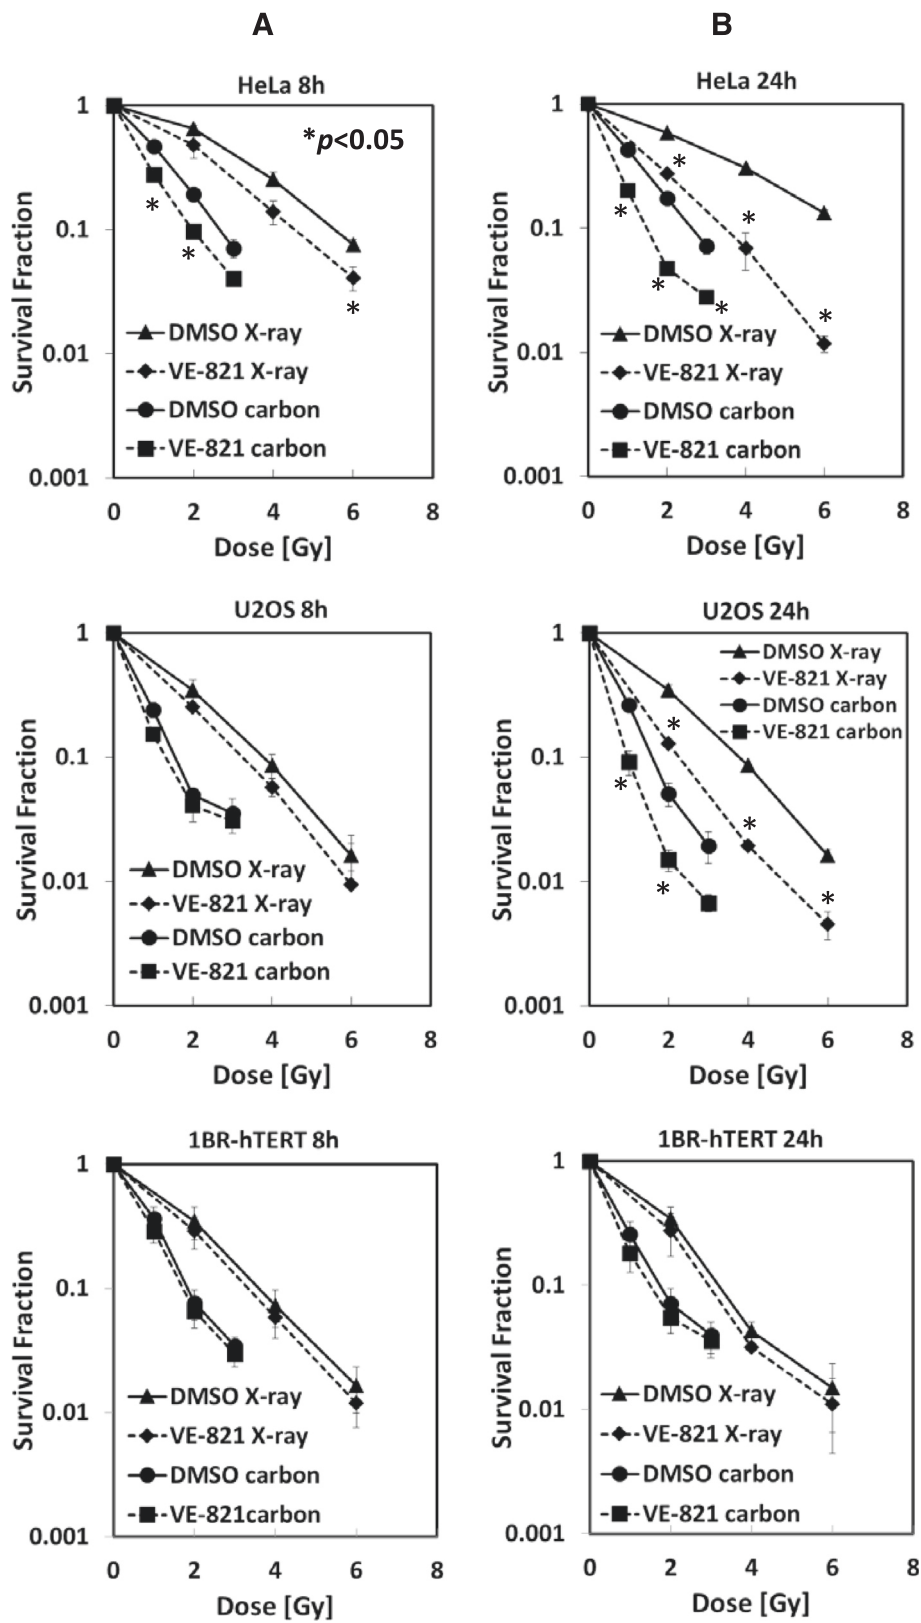 A
B
HeLa 8h
1
0.1
0.01
0.001
Survival Fraction
*p<0.05
*
*
*
DMSO X-ray
VE-821 X-ray
DMSO carbon
VE-821 carbon
0 2 4 6 8
Dose [Gy]
HeLa 24h
1
0.1
0.01
0.001
Survival Fraction
*
*
*
*
*
*
DMSO X-ray
VE-821 X-ray
DMSO carbon
VE-821 carbon
0 2 4 6 8
Dose [Gy]
U2OS 8h
1
0.1
0.01
0.001
Survival Fraction
DMSO X-ray
VE-821 X-ray
DMSO carbon
VE-821 carbon
0 2 4 6 8
Dose [Gy]
U2OS 24h
1
0.1
0.01
0.001
Survival Fraction
DMSO X-ray
VE-821 X-ray
DMSO carbon
VE-821 carbon
*
*
*
*
*
0 2 4 6 8
Dose [Gy]
1BR-hTERT 8h
1
0.1
0.01
0.001
Survival Fraction
DMSO X-ray
VE-821 X-ray
DMSO carbon
VE-821carbon
0 2 4 6 8
Dose [Gy]
1BR-hTERT 24h
1
0.1
0.01
0.001
Survival Fraction
DMSO X-ray
VE-821 X-ray
DMSO carbon
VE-821 carbon
0 2 4 6 8
Dose [Gy]